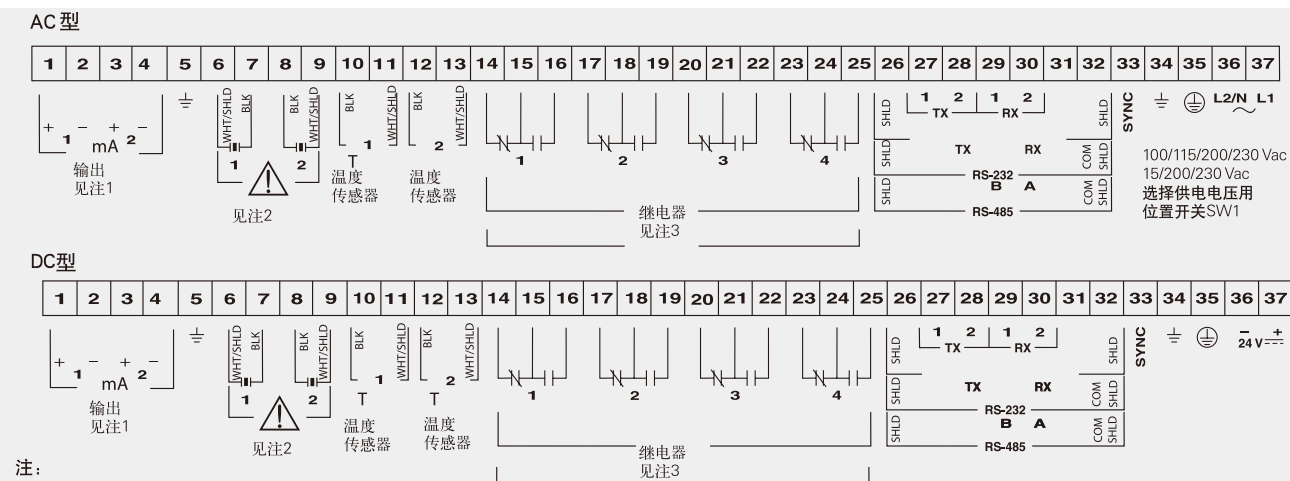 AC型
1 2 3 4 5 6 7 8 9 10 11 12 13 14 15 16 17 18 19 20 21 22 23 24 25 26 27 28 29 30 31 32 33 34 35 36 37
+ 1 - + 2 -
mA
输出
见注1
WHT/SHLD BLK BLK WHT/SHLD
1 2
见注2
BLK 1 WHT/SHLD
T
温度
传感器
BLK 2 WHT/SHLD
温度
传感器
1 2 3 4
继电器
见注3
SHLD 1 2 TX 1 2 RX SHLD
SHLD TX RX COM SHLD
RS-232
SHLD B A COM SHLD
RS-485
SYNC
L2/N L1
100/115/200/230 Vac
15/200/230 Vac
选择供电电压用
位置开关SW1
DC型
1 2 3 4 5 6 7 8 9 10 11 12 13 14 15 16 17 18 19 20 21 22 23 24 25 26 27 28 29 30 31 32 33 34 35 36 37
+ 1 - + 2 -
mA
输出
见注1
WHT/SHLD BLK BLK WHT/SHLD
1 2
见注2
BLK 1 WHT/SHLD
T
温度
传感器
BLK 2 WHT/SHLD
T
温度
传感器
1 2 3 4
继电器
见注3
SHLD 1 2 TX 1 2 RX SHLD
SHLD TX RX COM SHLD
RS-232
SHLD B A COM SHLD
RS-485
SYNC
- +
24 V
注：